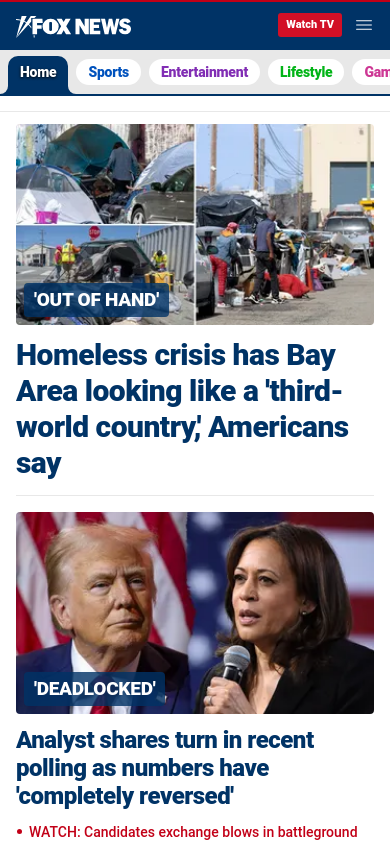 FOX NEWS
Watch TV
Home
Sports
Entertainment
Lifestyle
Gam
STOP
'OUT OF HAND'
Homeless crisis has Bay
Area looking like a 'third-
world country,' Americans
say
'DEADLOCKED'
Analyst shares turn in recent
polling as numbers have
'completely reversed'
• WATCH: Candidates exchange blows in battleground